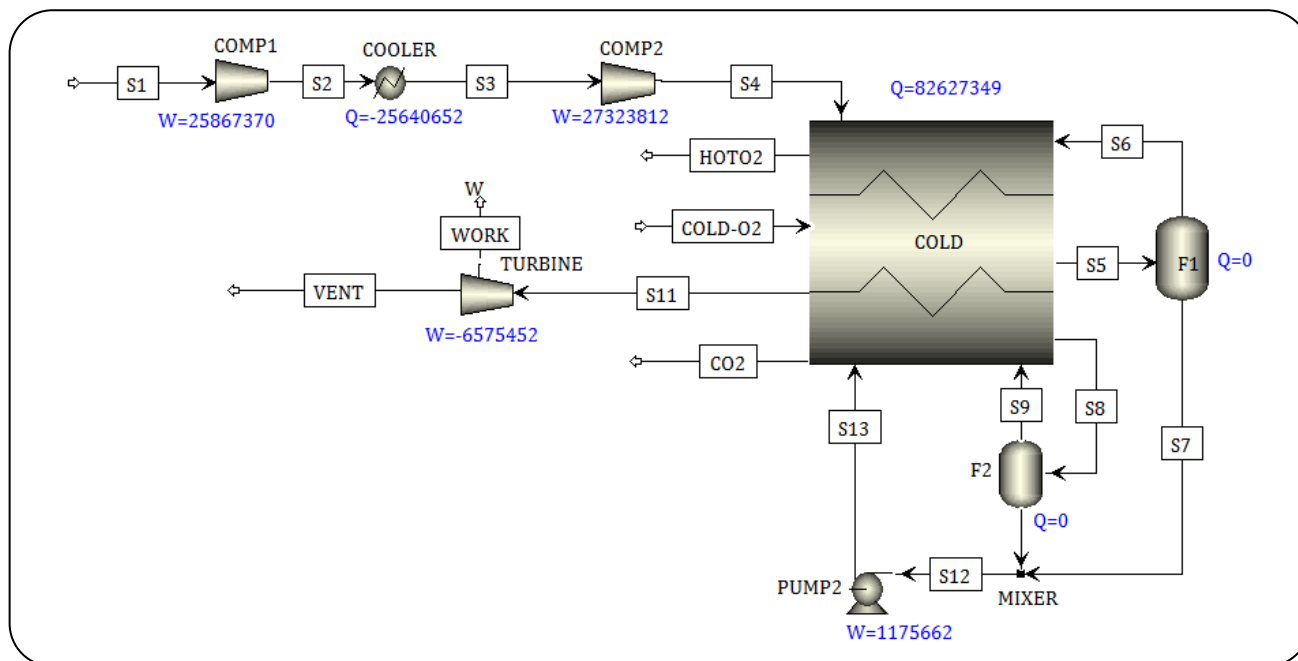 COMP1
COOLER
COMP2
S1
S2
S3
S4
Q=82627349
W=25867370
Q=-25640652
W=27323812
HOTO2
S6
W
WORK
COLD-O2
COLD
TURBINE
S5
F1
Q=0
VENT
S11
W=-6575452
CO2
S9
S8
S13
S7
F2
Q=0
S12
PUMP2
MIXER
W=1175662